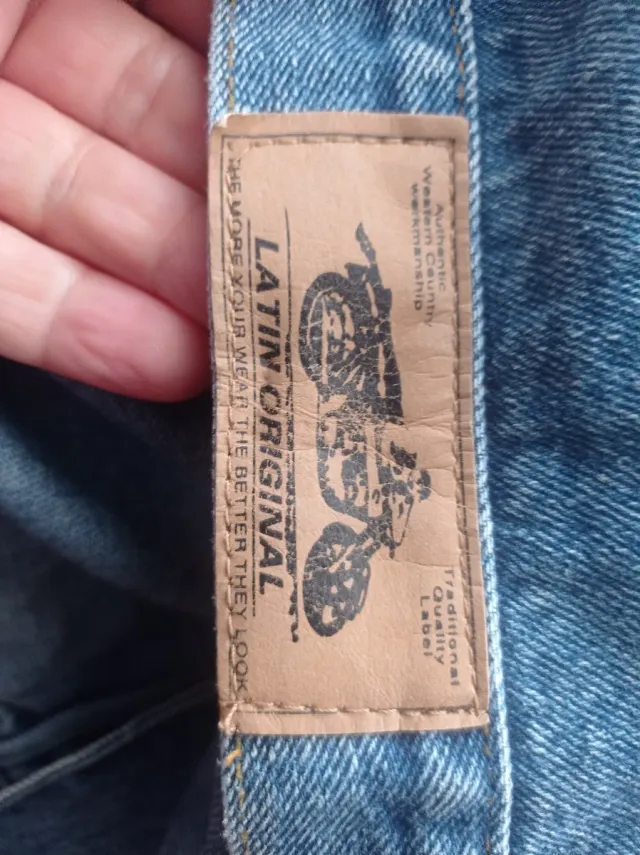 Authentic
Western Country
workmanship
Traditional
Quality
Label
LATIN ORIGINAL
THE MORE YOUR WEAR THE BETTER THEY LOOK